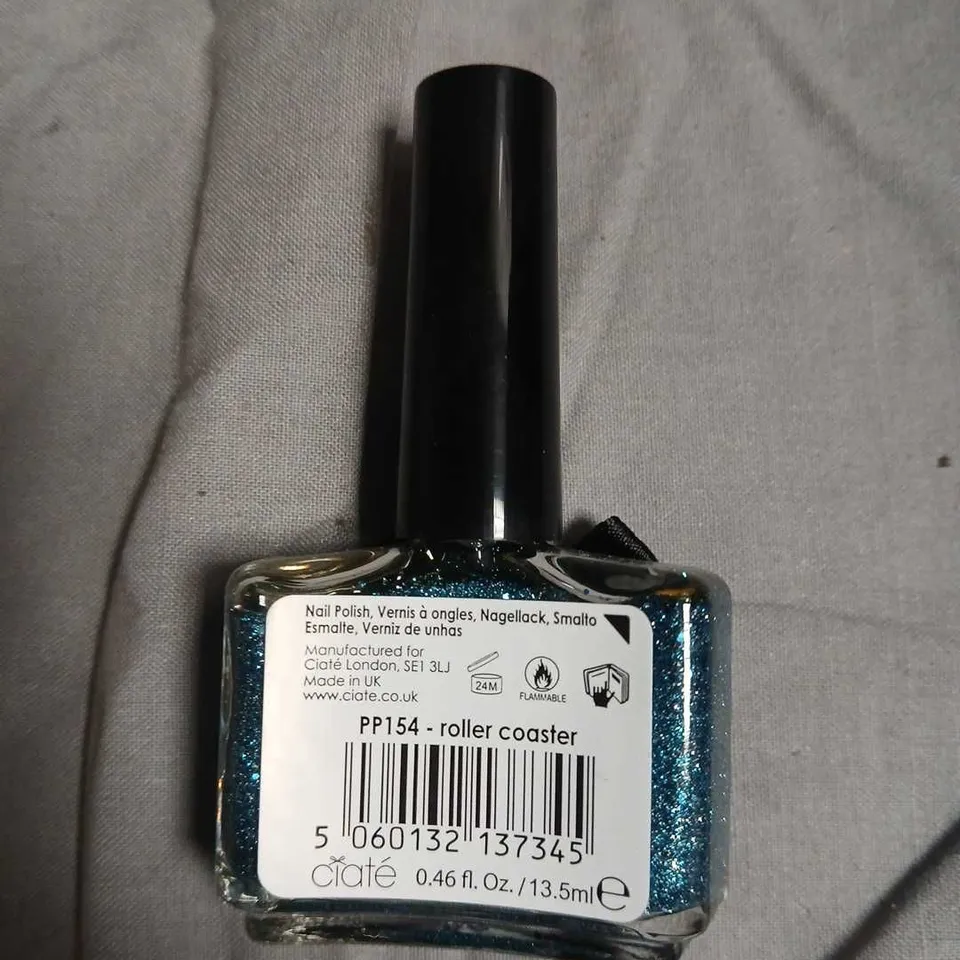 Nail Polish, Vernis à ongles, Nagellack, Smalto
Esmalte, Verniz de unhas
Manufactured for
Ciaté London, SE1 3LJ
Made in UK
www.ciate.co.uk
24M
FLAMMABLE
PP154 - roller coaster
5 060132 137345
ciaté 0.46 fl. Oz. / 13.5ml ℮